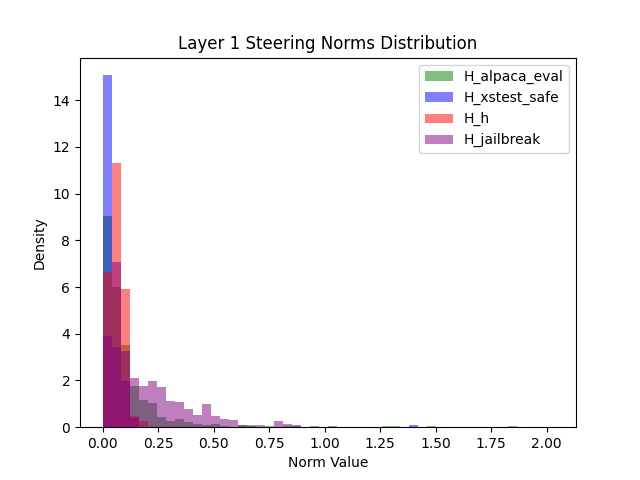 Layer 1 Steering Norms Distribution
H_alpaca_eval
H_xstest_safe
H_h
H_jailbreak
Density
14
12
10
8
6
4
2
0
0.00 0.25 0.50 0.75 1.00 1.25 1.50 1.75 2.00
Norm Value